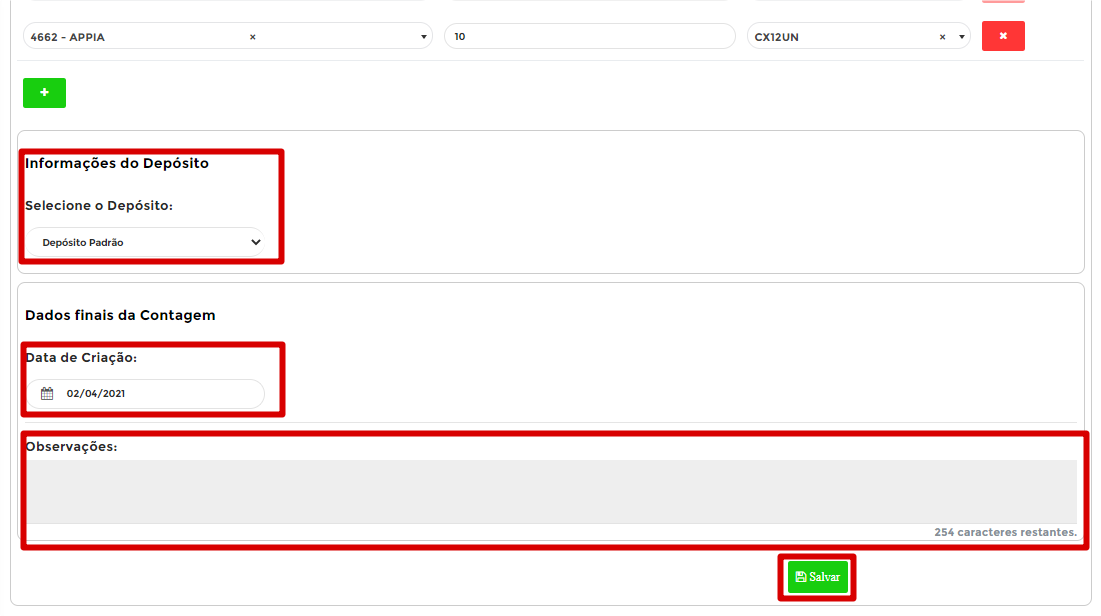 4662 - APPIA × 10 CX12UN × ×
+
Informações do Depósito
Selecione o Depósito:
Depósito Padrão
Dados finais da Contagem
Data de Criação:
02/04/2021
Observações:
254 caracteres restantes.
Salvar